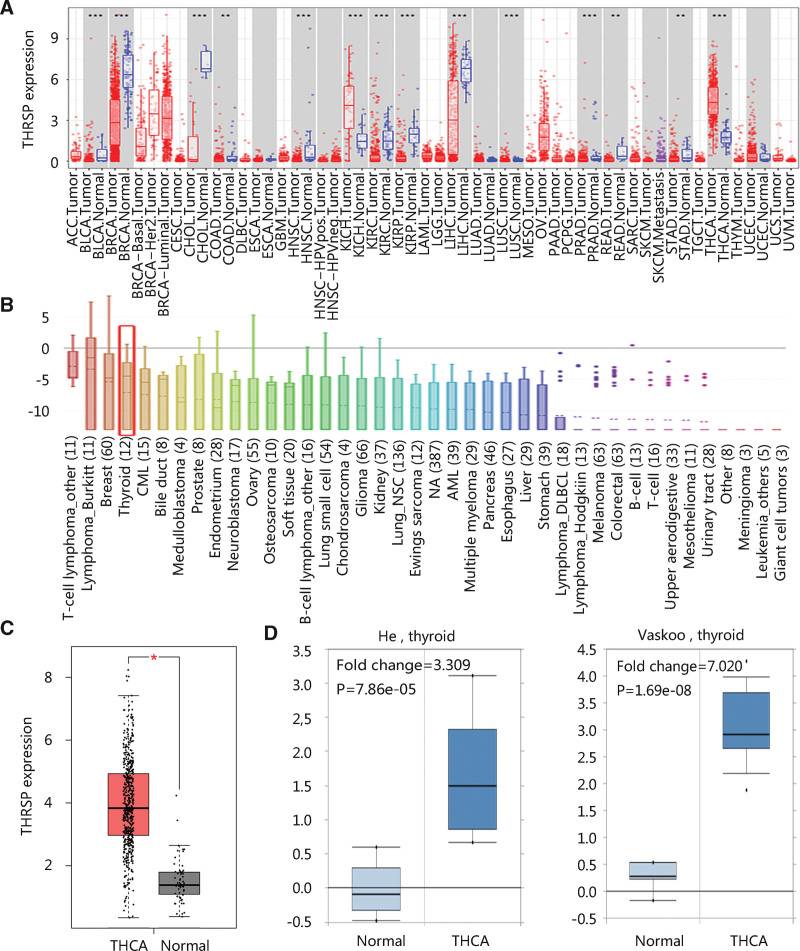 A
*** *** *** ** *** *** *** *** *** *** *** ** ** *** **
THRSP expression
9
6
3
0
ACC.Tumor
BLCA.Tumor
BLCA.Normal
BRCA.Tumor
BRCA.Normal
BRCA-Basal.Tumor
BRCA-Her2.Tumor
BRCA-Luminal.Tumor
CESC.Tumor
CHOL.Tumor
CHOL.Normal
COAD.Tumor
COAD.Normal
DLBC.Tumor
ESCA.Tumor
ESCA.Normal
GBM.Tumor
HNSC.Tumor
HNSC.Normal
HNSC-HPVpos.Tumor
HNSC-HPVneg.Tumor
KICH.Tumor
KICH.Normal
KIRC.Tumor
KIRC.Normal
KIRP.Tumor
KIRP.Normal
LAML.Tumor
LGG.Tumor
LIHC.Tumor
LIHC.Normal
LUAD.Tumor
LUAD.Normal
LUSC.Tumor
LUSC.Normal
MESO.Tumor
OV.Tumor
PAAD.Tumor
PCPG.Tumor
PRAD.Tumor
PRAD.Normal
READ.Tumor
READ.Normal
SARC.Tumor
SKCM.Tumor
SKCM.Metastasis
STAD.Tumor
STAD.Normal
TGCT.Tumor
THCA.Tumor
THCA.Normal
THYM.Tumor
UCEC.Tumor
UCEC.Normal
UCS.Tumor
UVM.Tumor
B
5
0
-5
-10
T-cell lymphoma_other (11)
Lymphoma_Burkitt (11)
Breast (60)
Thyroid (12)
CML (15)
Bile duct (8)
Medulloblastoma (4)
Prostate (8)
Endometrium (28)
Neuroblastoma (17)
Ovary (55)
Osteosarcoma (10)
Soft tissue (20)
B-cell lymphoma_other (16)
Lung small cell (54)
Chondrosarcoma (4)
Glioma (66)
Kidney (37)
Lung_NSC (136)
Ewings sarcoma (12)
NA (387)
AML (39)
Multiple myeloma (29)
Pancreas (46)
Esophagus (27)
Liver (29)
Stomach (39)
Lymphoma_DLBCL (18)
Lymphoma_Hodgkiin (13)
Melanoma (63)
Colorectal (63)
B-cell (13)
T-cell (16)
Upper aerodigestive (33)
Mesothelioma (11)
Urinary tract (28)
Other (8)
Meningioma (3)
Leukemia_others (5)
Giant cell tumors (3)
C
*
THRSP expression
8
6
4
2
THCA Normal
D
He , thyroid
Fold change=3.309
P=7.86e-05
3.5
3.0
2.5
2.0
1.5
1.0
0.5
0.0
-0.5
Normal THCA
Vaskoo , thyroid
Fold change=7.020
P=1.69e-08
4.5
4.0
3.5
3.0
2.5
2.0
1.5
1.0
0.5
0.0
-0.5
Normal THCA